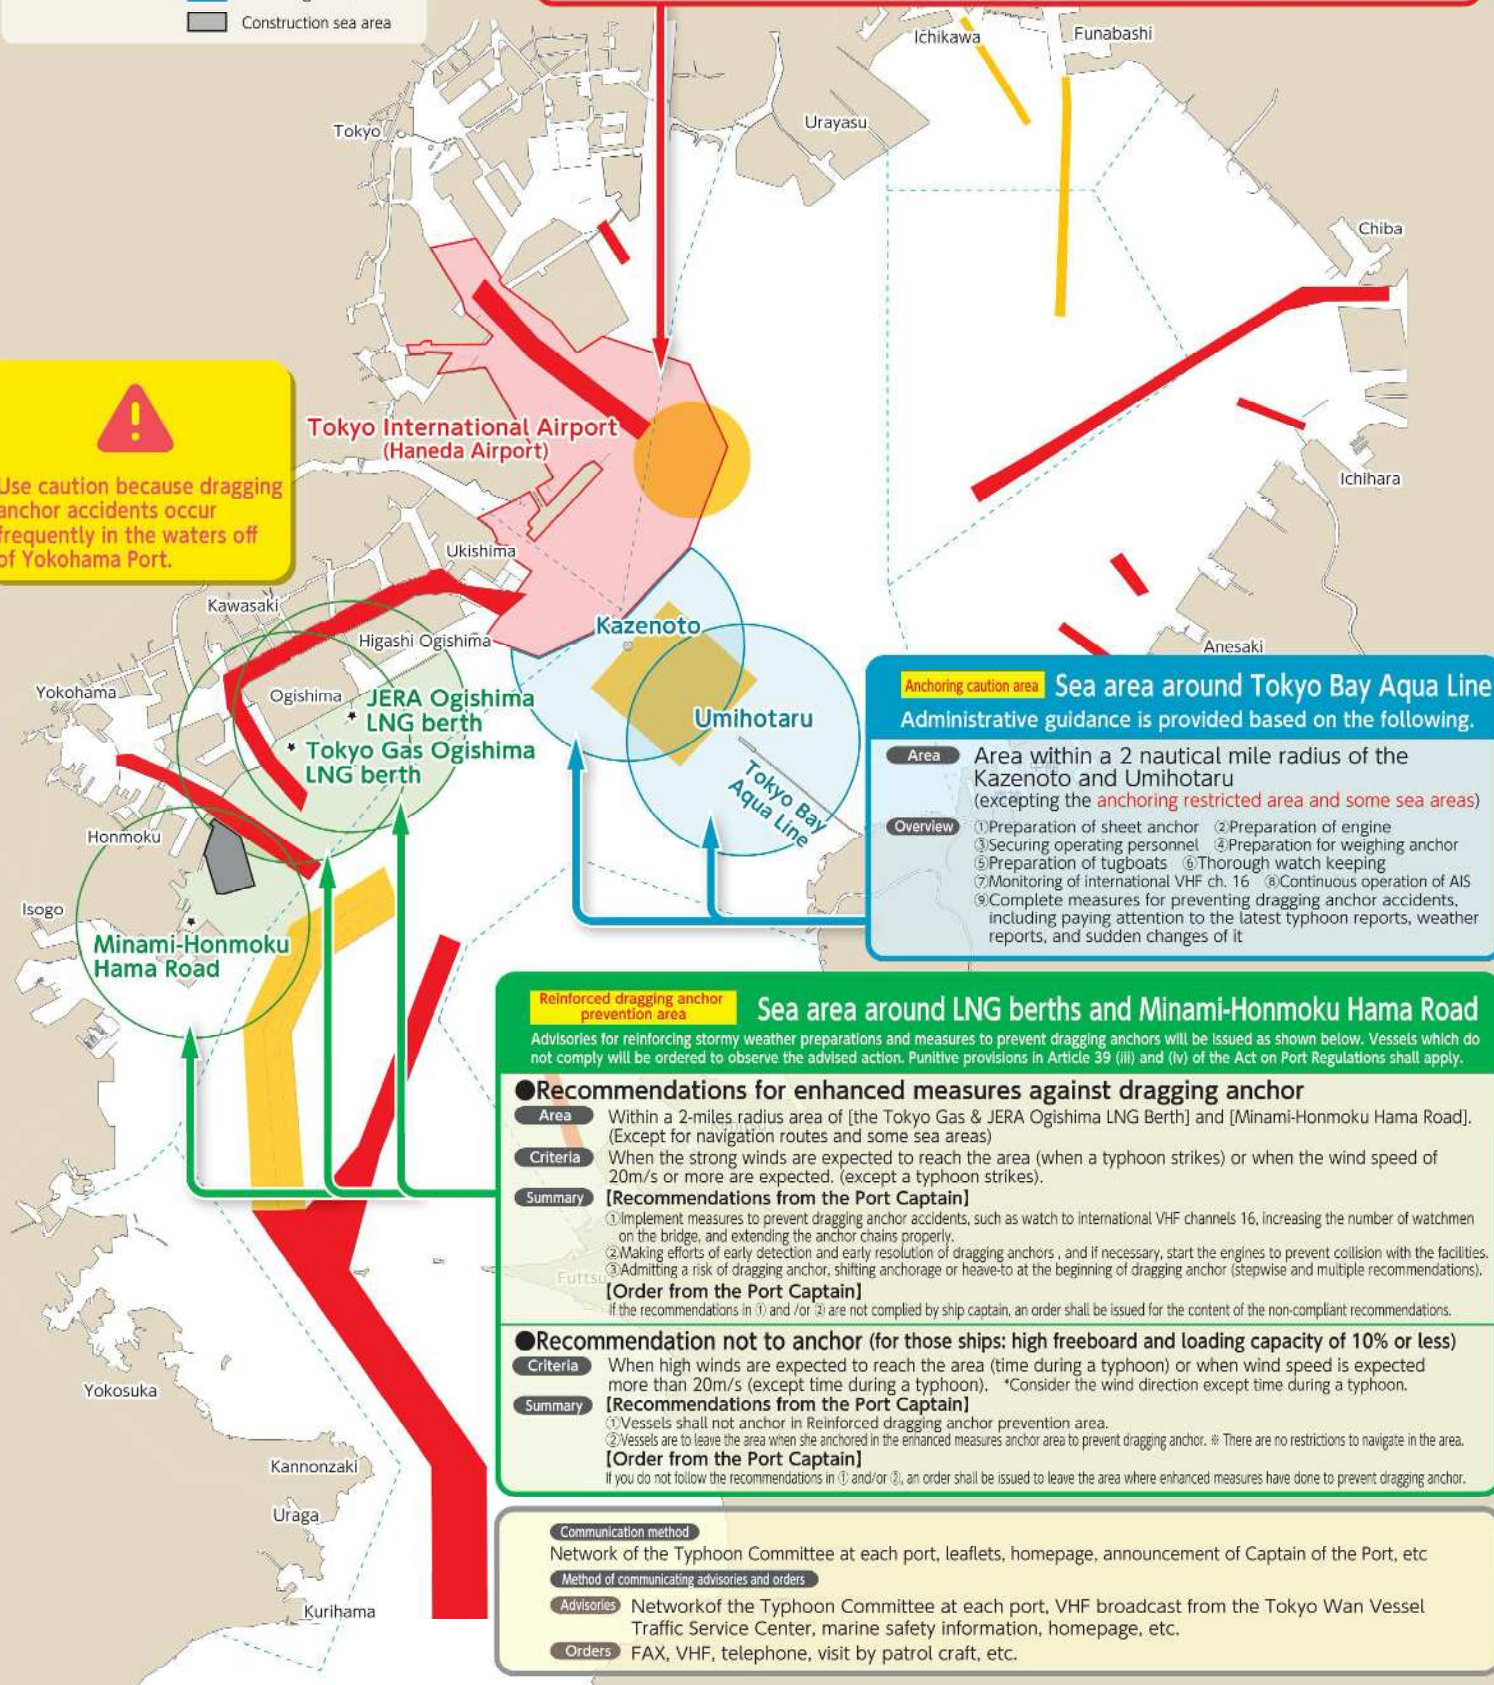 Construction sea area
Ichikawa
Funabashi
Tokyo
Urayasu
Chiba
Tokyo International Airport
(Haneda Airport)
Use caution because dragging
anchor accidents occur
frequently in the waters off
of Yokohama Port.
Ichihara
Ukishima
Kawasaki
Higashi Ogishima
Kazenoto
Anesaki
Yokohama
Ogishima
JERA Ogishima
LNG berth
Tokyo Gas Ogishima
LNG berth
Umihotaru
Tokyo Bay
Aqua Line
Honmoku
Isogo
Minami-Honmoku
Hama Road
Anchoring caution area Sea area around Tokyo Bay Aqua Line
Administrative guidance is provided based on the following.
Area Area within a 2 nautical mile radius of the
Kazenoto and Umihotaru
(excepting the anchoring restricted area and some sea areas)
Overview ①Preparation of sheet anchor ②Preparation of engine
③Securing operating personnel ④Preparation for weighing anchor
⑤Preparation of tugboats ⑥Thorough watch keeping
⑦Monitoring of international VHF ch. 16 ⑧Continuous operation of AIS
⑨Complete measures for preventing dragging anchor accidents,
including paying attention to the latest typhoon reports, weather
reports, and sudden changes of it
Reinforced dragging anchor
prevention area
Sea area around LNG berths and Minami-Honmoku Hama Road
Advisories for reinforcing stormy weather preparations and measures to prevent dragging anchors will be issued as shown below. Vessels which do
not comply will be ordered to observe the advised action. Punitive provisions in Article 39 (iii) and (iv) of the Act on Port Regulations shall apply.
●Recommendations for enhanced measures against dragging anchor
Area Within a 2-miles radius area of [the Tokyo Gas & JERA Ogishima LNG Berth] and [Minami-Honmoku Hama Road].
(Except for navigation routes and some sea areas)
Criteria When the strong winds are expected to reach the area (when a typhoon strikes) or when the wind speed of
20m/s or more are expected. (except a typhoon strikes).
Summary 【Recommendations from the Port Captain】
①Implement measures to prevent dragging anchor accidents, such as watch to international VHF channels 16, increasing the number of watchmen
on the bridge, and extending the anchor chains properly.
②Making efforts of early detection and early resolution of dragging anchors , and if necessary, start the engines to prevent collision with the facilities.
③Admitting a risk of dragging anchor, shifting anchorage or heave-to at the beginning of dragging anchor (stepwise and multiple recommendations).
Futtsu
【Order from the Port Captain】
If the recommendations in ① and /or ② are not complied by ship captain, an order shall be issued for the content of the non-compliant recommendations.
●Recommendation not to anchor (for those ships: high freeboard and loading capacity of 10% or less)
Criteria When high winds are expected to reach the area (time during a typhoon) or when wind speed is expected
more than 20m/s (except time during a typhoon). *Consider the wind direction except time during a typhoon.
Summary 【Recommendations from the Port Captain】
①Vessels shall not anchor in Reinforced dragging anchor prevention area.
②Vessels are to leave the area when she anchored in the enhanced measures anchor area to prevent dragging anchor. ※ There are no restrictions to navigate in the area.
【Order from the Port Captain】
If you do not follow the recommendations in ① and/or ②, an order shall be issued to leave the area where enhanced measures have done to prevent dragging anchor.
Yokosuka
Kannonzaki
Uraga
Kurihama
Communication method
Network of the Typhoon Committee at each port, leaflets, homepage, announcement of Captain of the Port, etc
Method of communicating advisories and orders
Advisories Networkof the Typhoon Committee at each port, VHF broadcast from the Tokyo Wan Vessel
Traffic Service Center, marine safety information, homepage, etc.
Orders FAX, VHF, telephone, visit by patrol craft, etc.